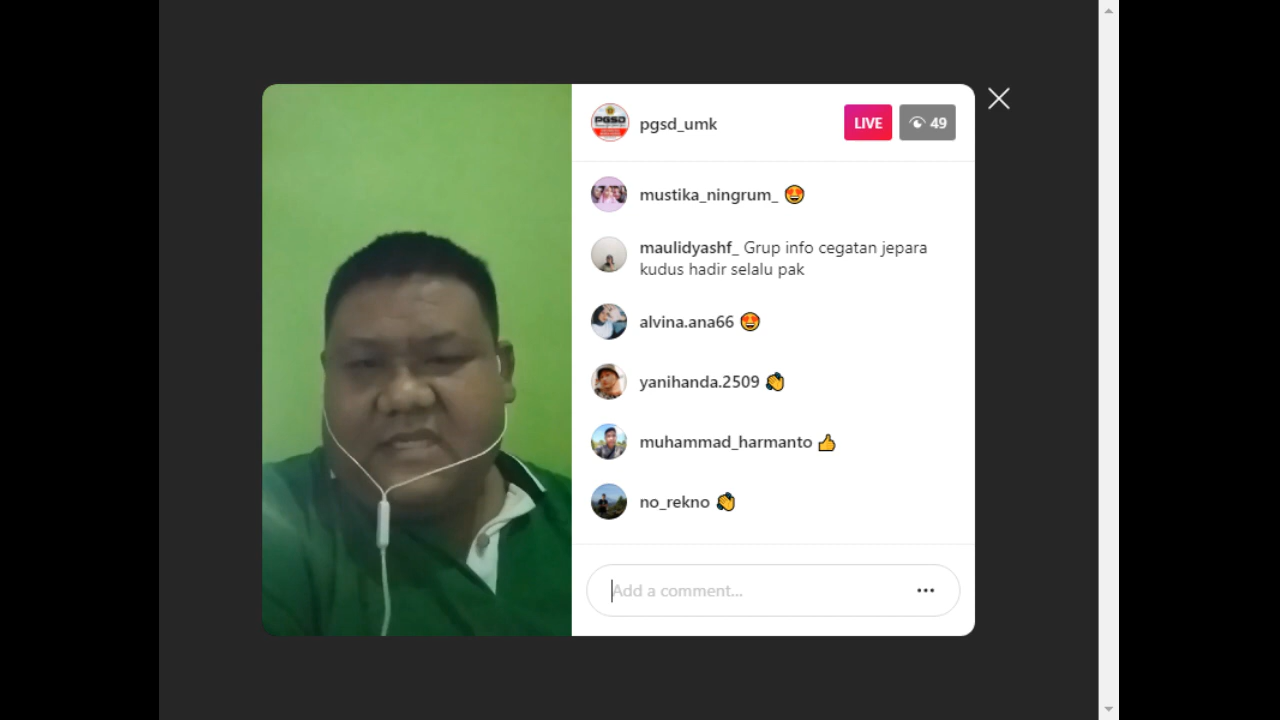 pgsd_umk
LIVE
49
PGSD
mustika_ningrum_ 🤩
maulidyashf_ Grup info cegatan jepara
kudus hadir selalu pak
alvina.ana66 🤩
yanihanda.2509 👏
muhammad_harmanto 👍
no_rekno 👏
Add a comment...